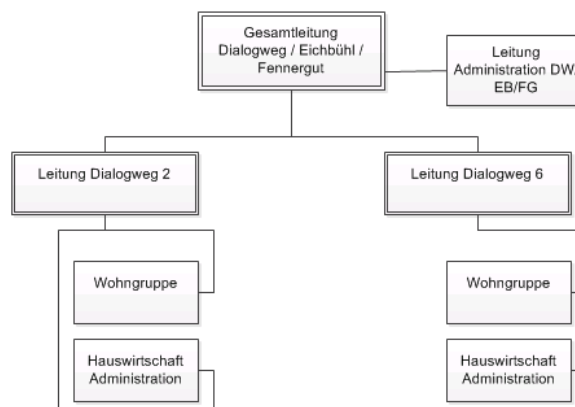 Gesamtleitung
Dialogweg / Eichbühl /
Fennergut
Leitung
Administration DW/
EB/FG
Leitung Dialogweg 2
Leitung Dialogweg 6
Wohngruppe
Wohngruppe
Hauswirtschaft
Administration
Hauswirtschaft
Administration